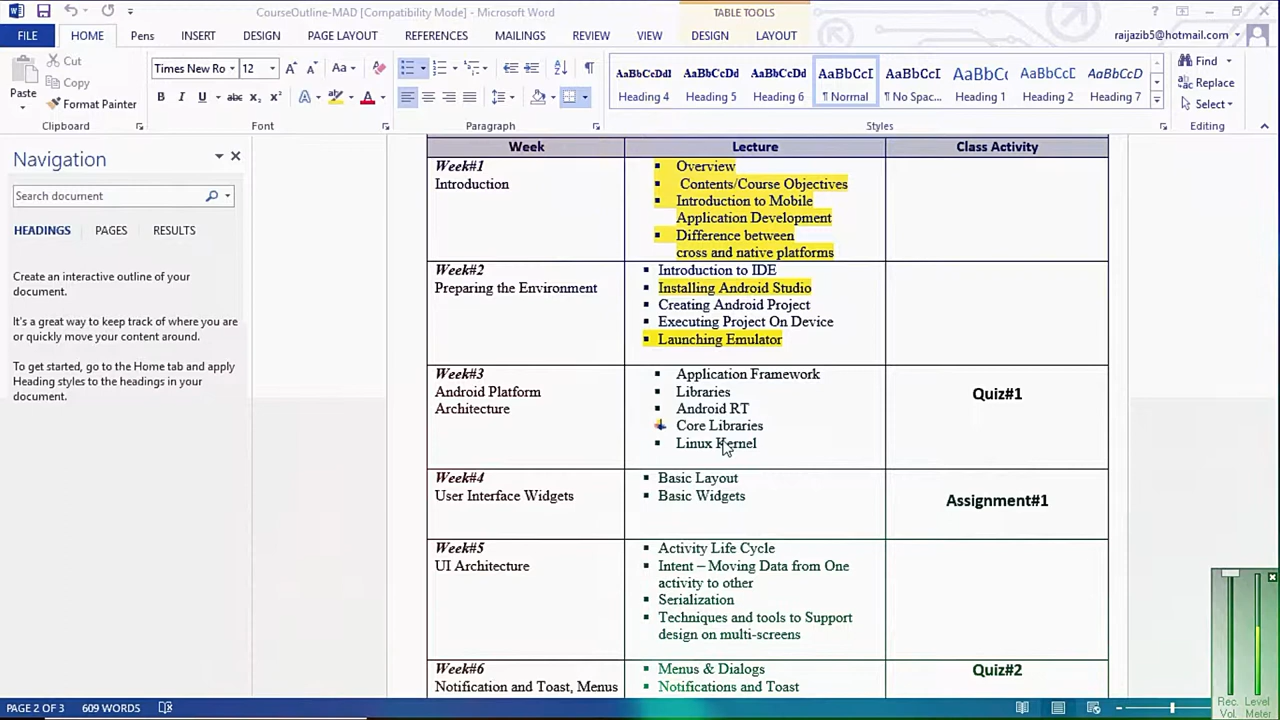 CourseOutline-MAD [Compatibility Mode] - Microsoft Word
TABLE TOOLS
FILE HOME Pens INSERT DESIGN PAGE LAYOUT REFERENCES MAILINGS REVIEW VIEW DESIGN LAYOUT raijazib5@hotmail.com
Paste
Cut
Copy
Format Painter
Clipboard
Times New Ro 12
Font
Paragraph
AaBbCcDdI AaBbCcDd AaBbCcDd AaBbCcI AaBbCcI AaBbC AaBbCcD AaBbCcD
Heading 4 Heading 5 Heading 6 ¶ Normal ¶ No Spac... Heading 1 Heading 2 Heading 7
Styles
Find
Replace
Select
Editing
Navigation
Search document
HEADINGS PAGES RESULTS
Create an interactive outline of your
document.
It's a great way to keep track of where you are
or quickly move your content around.
To get started, go to the Home tab and apply
Heading styles to the headings in your
document.
Week Lecture Class Activity
Week#1
Introduction
Overview
Contents/Course Objectives
Introduction to Mobile
Application Development
Difference between
cross and native platforms
Week#2
Preparing the Environment
Introduction to IDE
Installing Android Studio
Creating Android Project
Executing Project On Device
Launching Emulator
Week#3
Android Platform
Architecture
Application Framework
Libraries
Android RT
Core Libraries
Linux Kernel
Quiz#1
Week#4
User Interface Widgets
Basic Layout
Basic Widgets
Assignment#1
Week#5
UI Architecture
Activity Life Cycle
Intent – Moving Data from One
activity to other
Serialization
Techniques and tools to Support
design on multi-screens
Week#6
Notification and Toast, Menus
Menus & Dialogs
Notifications and Toast
Quiz#2
PAGE 2 OF 3 609 WORDS
Rec. Level
Vol Meter